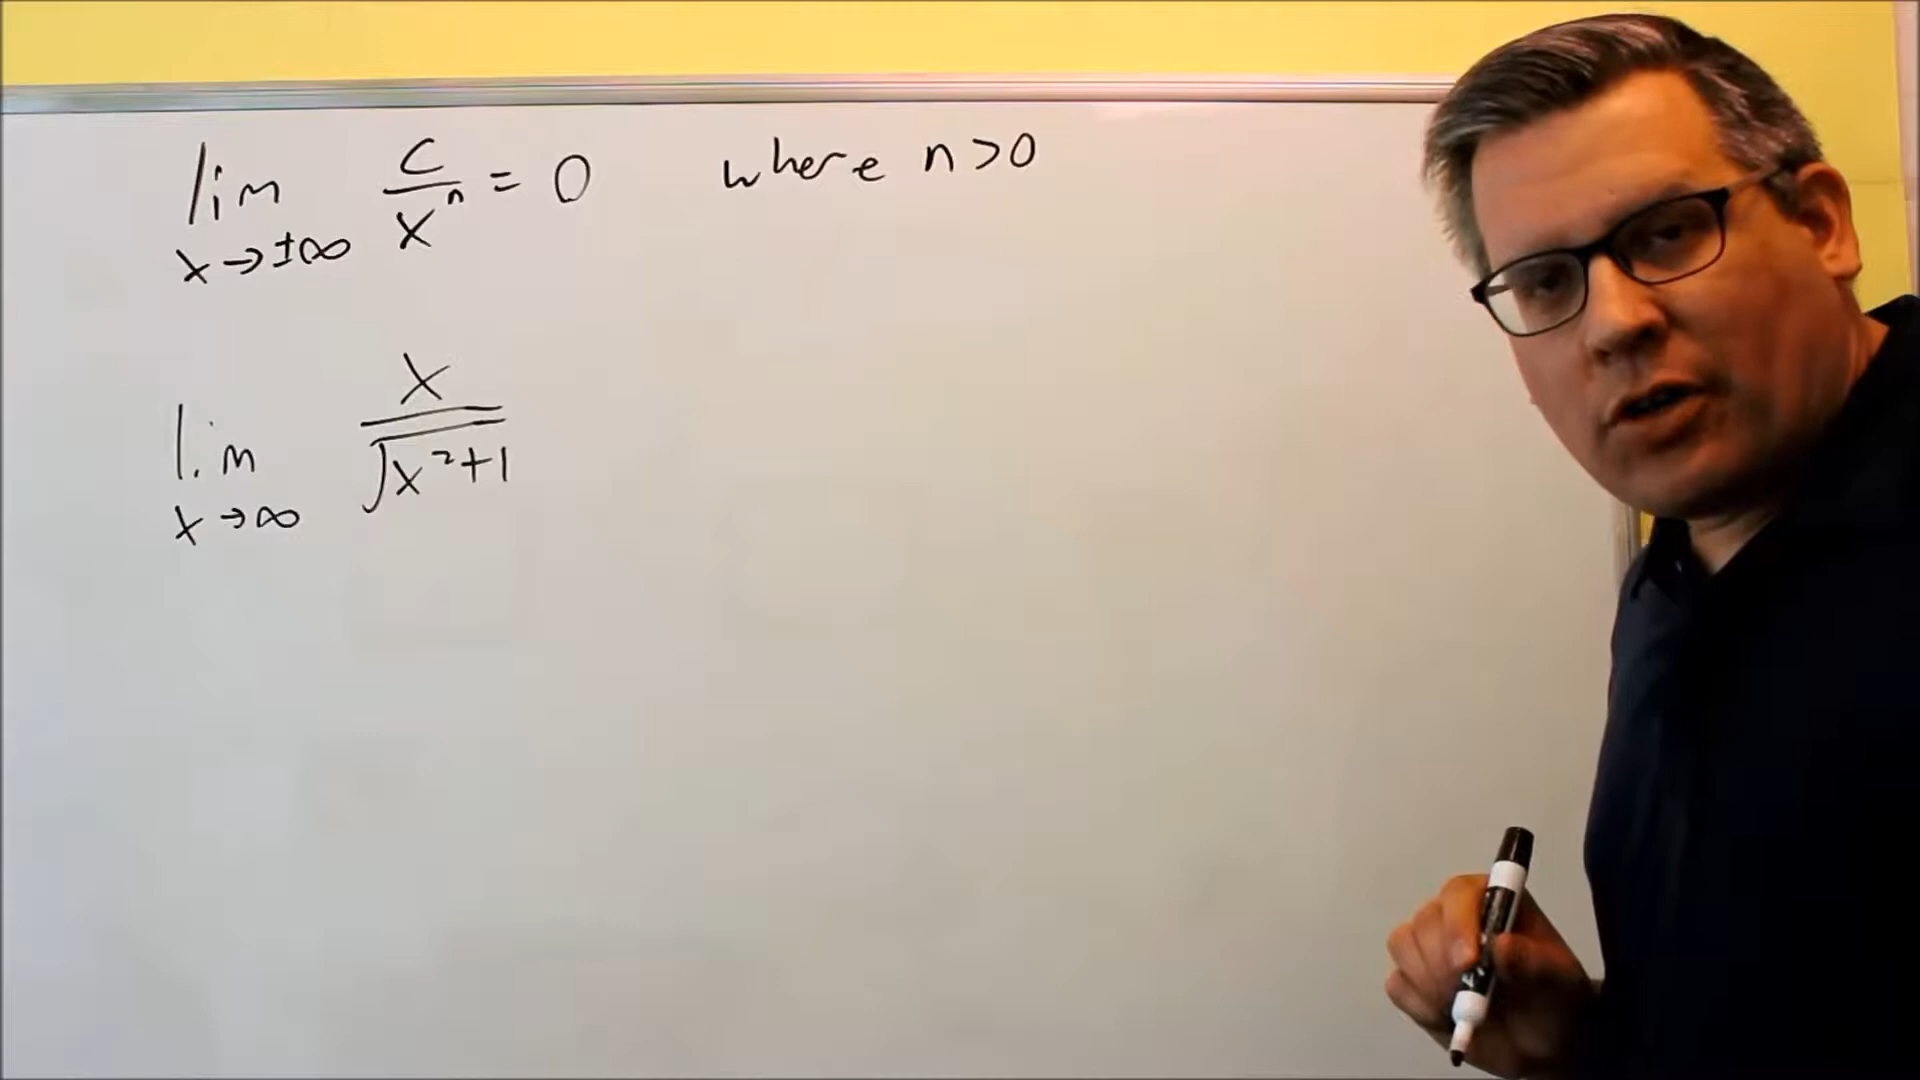 lim c/xⁿ = 0 where n>0
x→±∞
lim x/√(x²+1)
x→∞